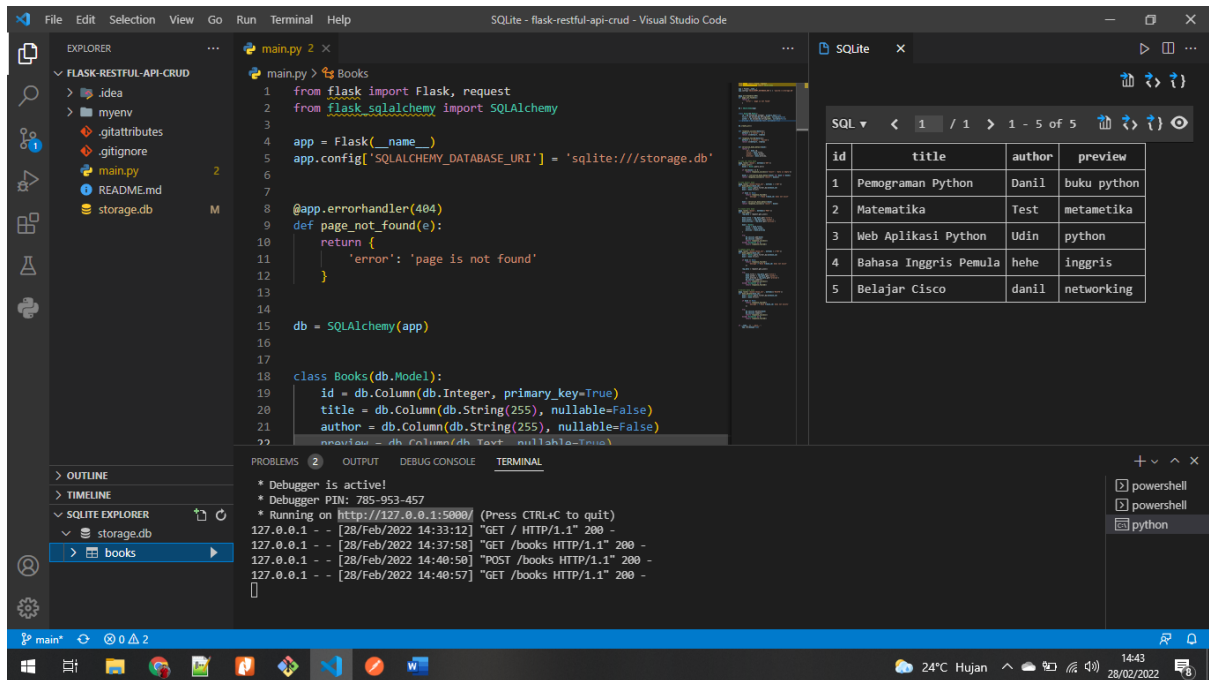 File Edit Selection View Go Run Terminal Help SQLite - flask-restful-api-crud - Visual Studio Code
EXPLORER
FLASK-RESTFUL-API-CRUD
.idea
myenv
.gitattributes
.gitignore
main.py 2
README.md
storage.db M
OUTLINE
TIMELINE
SQLITE EXPLORER
storage.db
books
1
main.py 2
main.py > Books
1 from flask import Flask, request
2 from flask_sqlalchemy import SQLAlchemy
3
4 app = Flask(__name__)
5 app.config['SQLALCHEMY_DATABASE_URI'] = 'sqlite:///storage.db'
6
7
8 @app.errorhandler(404)
9 def page_not_found(e):
10 return {
11 'error': 'page is not found'
12 }
13
14
15 db = SQLAlchemy(app)
16
17
18 class Books(db.Model):
19 id = db.Column(db.Integer, primary_key=True)
20 title = db.Column(db.String(255), nullable=False)
21 author = db.Column(db.String(255), nullable=False)
22 preview = db.Column(db.Text, nullable=True)
SQLite
SQL 1 / 1 1 - 5 of 5
id title author preview
1 Pemograman Python Danil buku python
2 Matematika Test metametika
3 Web Aplikasi Python Udin python
4 Bahasa Inggris Pemula hehe inggris
5 Belajar Cisco danil networking
PROBLEMS 2 OUTPUT DEBUG CONSOLE TERMINAL
* Debugger is active!
* Debugger PIN: 785-953-457
* Running on http://127.0.0.1:5000/ (Press CTRL+C to quit)
127.0.0.1 - - [28/Feb/2022 14:33:12] "GET / HTTP/1.1" 200 -
127.0.0.1 - - [28/Feb/2022 14:37:58] "GET /books HTTP/1.1" 200 -
127.0.0.1 - - [28/Feb/2022 14:40:50] "POST /books HTTP/1.1" 200 -
127.0.0.1 - - [28/Feb/2022 14:40:57] "GET /books HTTP/1.1" 200 -
powershell
powershell
python
main* 0 2
24°C Hujan
14:43
28/02/2022
8